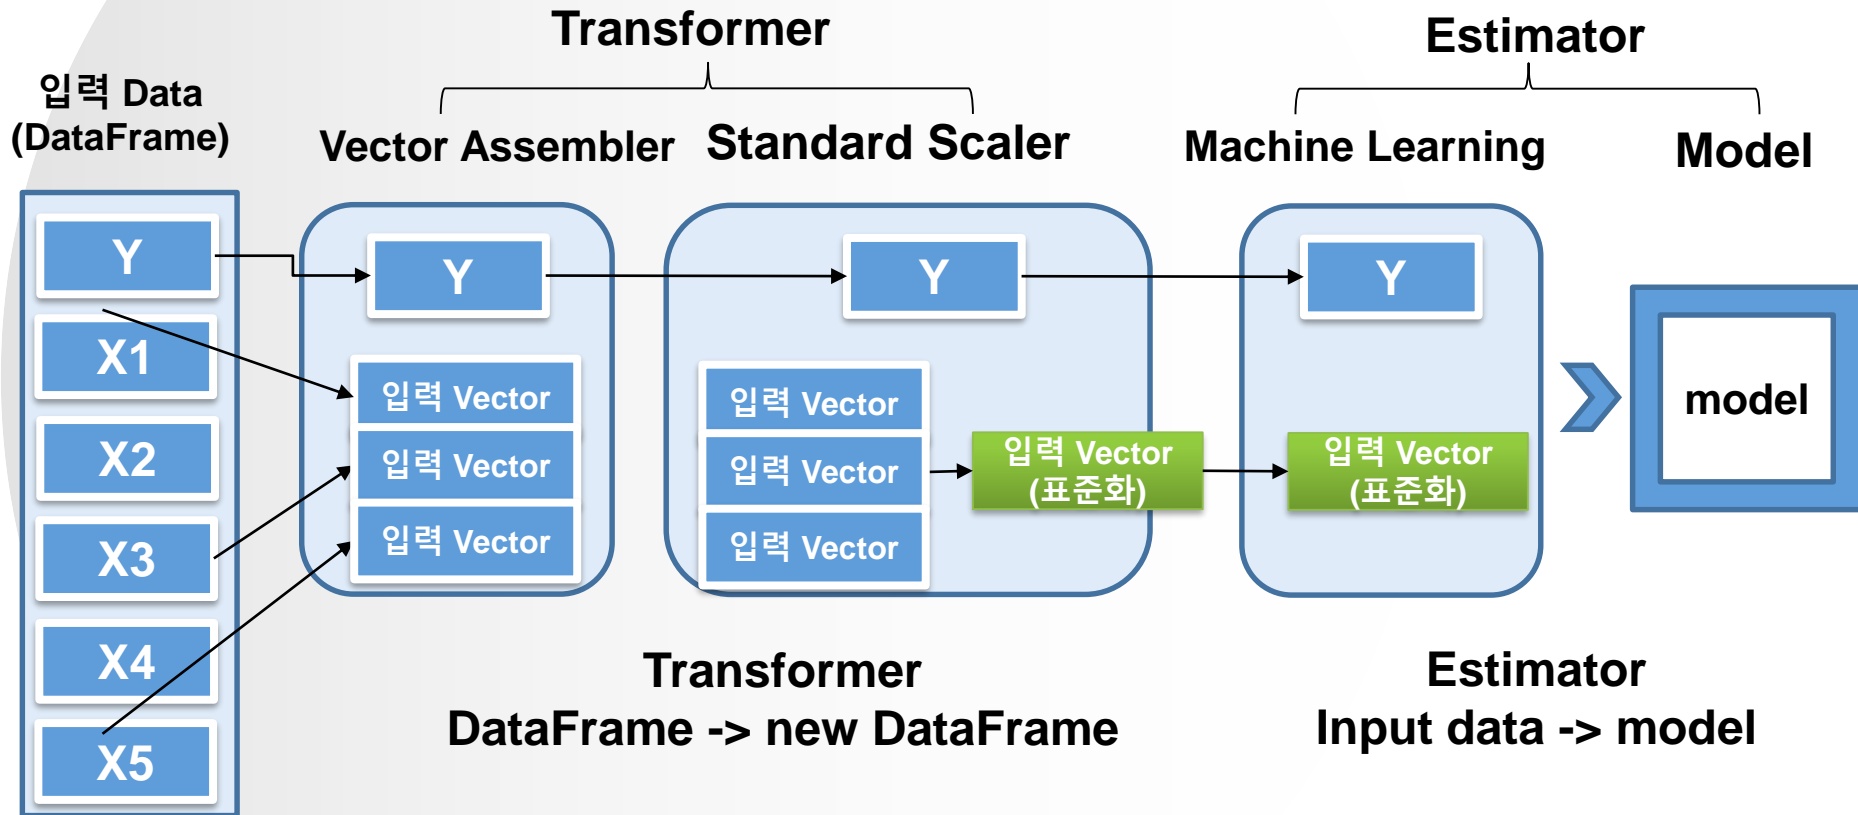 Transformer
Estimator
입력 Data
(DataFrame)
Vector Assembler
Standard Scaler
Machine Learning
Model
Y
X1
X2
X3
X4
X5
Y
입력 Vector
입력 Vector
입력 Vector
Y
입력 Vector
입력 Vector
입력 Vector
입력 Vector
(표준화)
Y
입력 Vector
(표준화)
model
Transformer
DataFrame -> new DataFrame
Estimator
Input data -> model